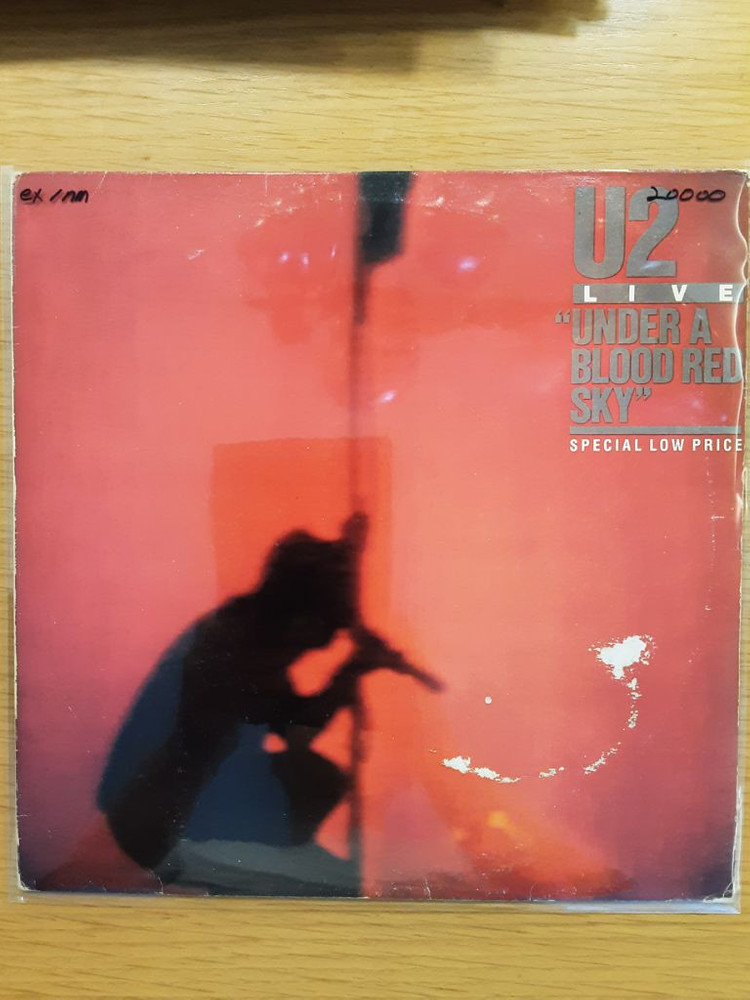 ex/nm
20000
U2
LIVE
“UNDER A
BLOOD RED
SKY”
SPECIAL LOW PRICE